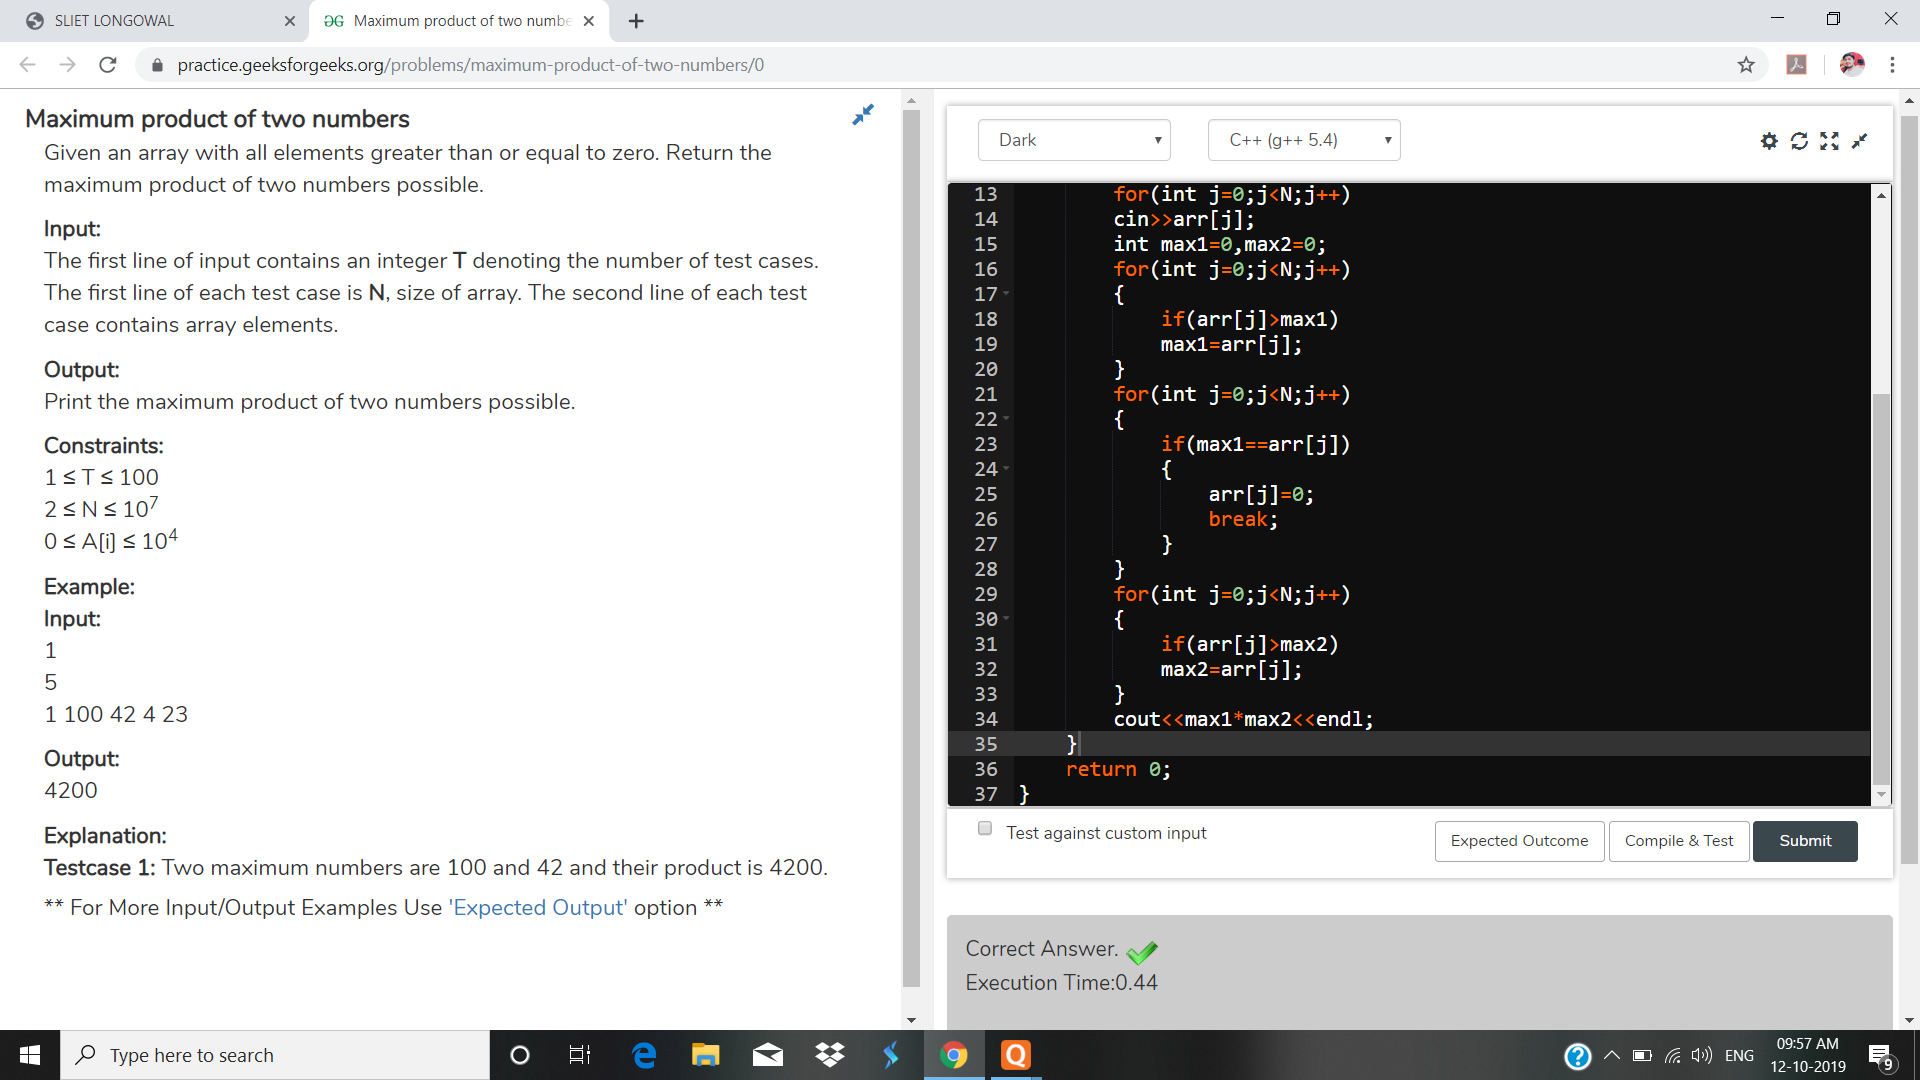 SLIET LONGOWAL
Maximum product of two numbe
practice.geeksforgeeks.org/problems/maximum-product-of-two-numbers/0
Maximum product of two numbers
Given an array with all elements greater than or equal to zero. Return the
maximum product of two numbers possible.
Input:
The first line of input contains an integer T denoting the number of test cases.
The first line of each test case is N, size of array. The second line of each test
case contains array elements.
Output:
Print the maximum product of two numbers possible.
Constraints:
1 ≤ T ≤ 100
2 ≤ N ≤ 10⁷
0 ≤ A[i] ≤ 10⁴
Example:
Input:
1
5
1 100 42 4 23
Output:
4200
Explanation:
Testcase 1: Two maximum numbers are 100 and 42 and their product is 4200.
** For More Input/Output Examples Use 'Expected Output' option **
Dark
C++ (g++ 5.4)
13 for(int j=0;j<N;j++)
14 cin>>arr[j];
15 int max1=0,max2=0;
16 for(int j=0;j<N;j++)
17 {
18 if(arr[j]>max1)
19 max1=arr[j];
20 }
21 for(int j=0;j<N;j++)
22 {
23 if(max1==arr[j])
24 {
25 arr[j]=0;
26 break;
27 }
28 }
29 for(int j=0;j<N;j++)
30 {
31 if(arr[j]>max2)
32 max2=arr[j];
33 }
34 cout<<max1*max2<<endl;
35 }
36 return 0;
37 }
Test against custom input
Expected Outcome
Compile & Test
Submit
Correct Answer.
Execution Time:0.44
Type here to search
ENG
09:57 AM
12-10-2019
9